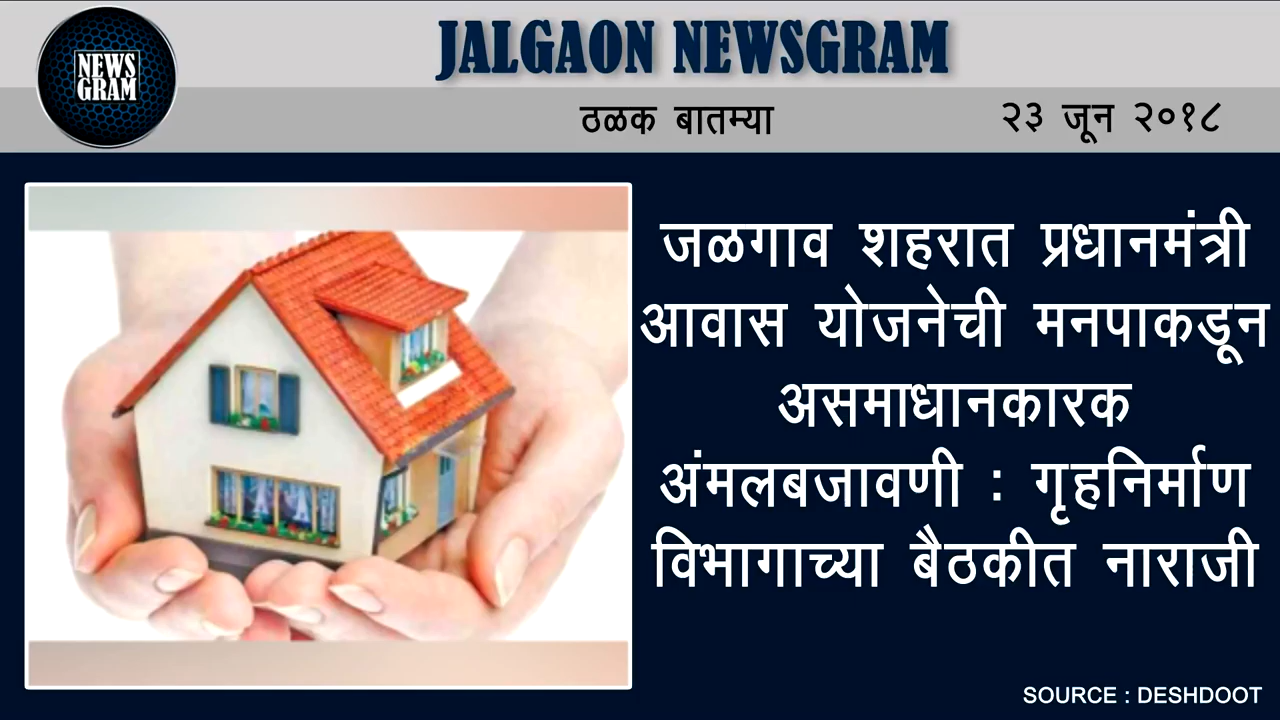 NEWS
GRAM
JALGAON NEWSGRAM
ठळक बातम्या
२३ जून २०१८
जळगाव शहरात प्रधानमंत्री
आवास योजनेची मनपाकडून
असमाधानकारक
अंमलबजावणी : गृहनिर्माण
विभागाच्या बैठकीत नाराजी
SOURCE : DESHDOOT